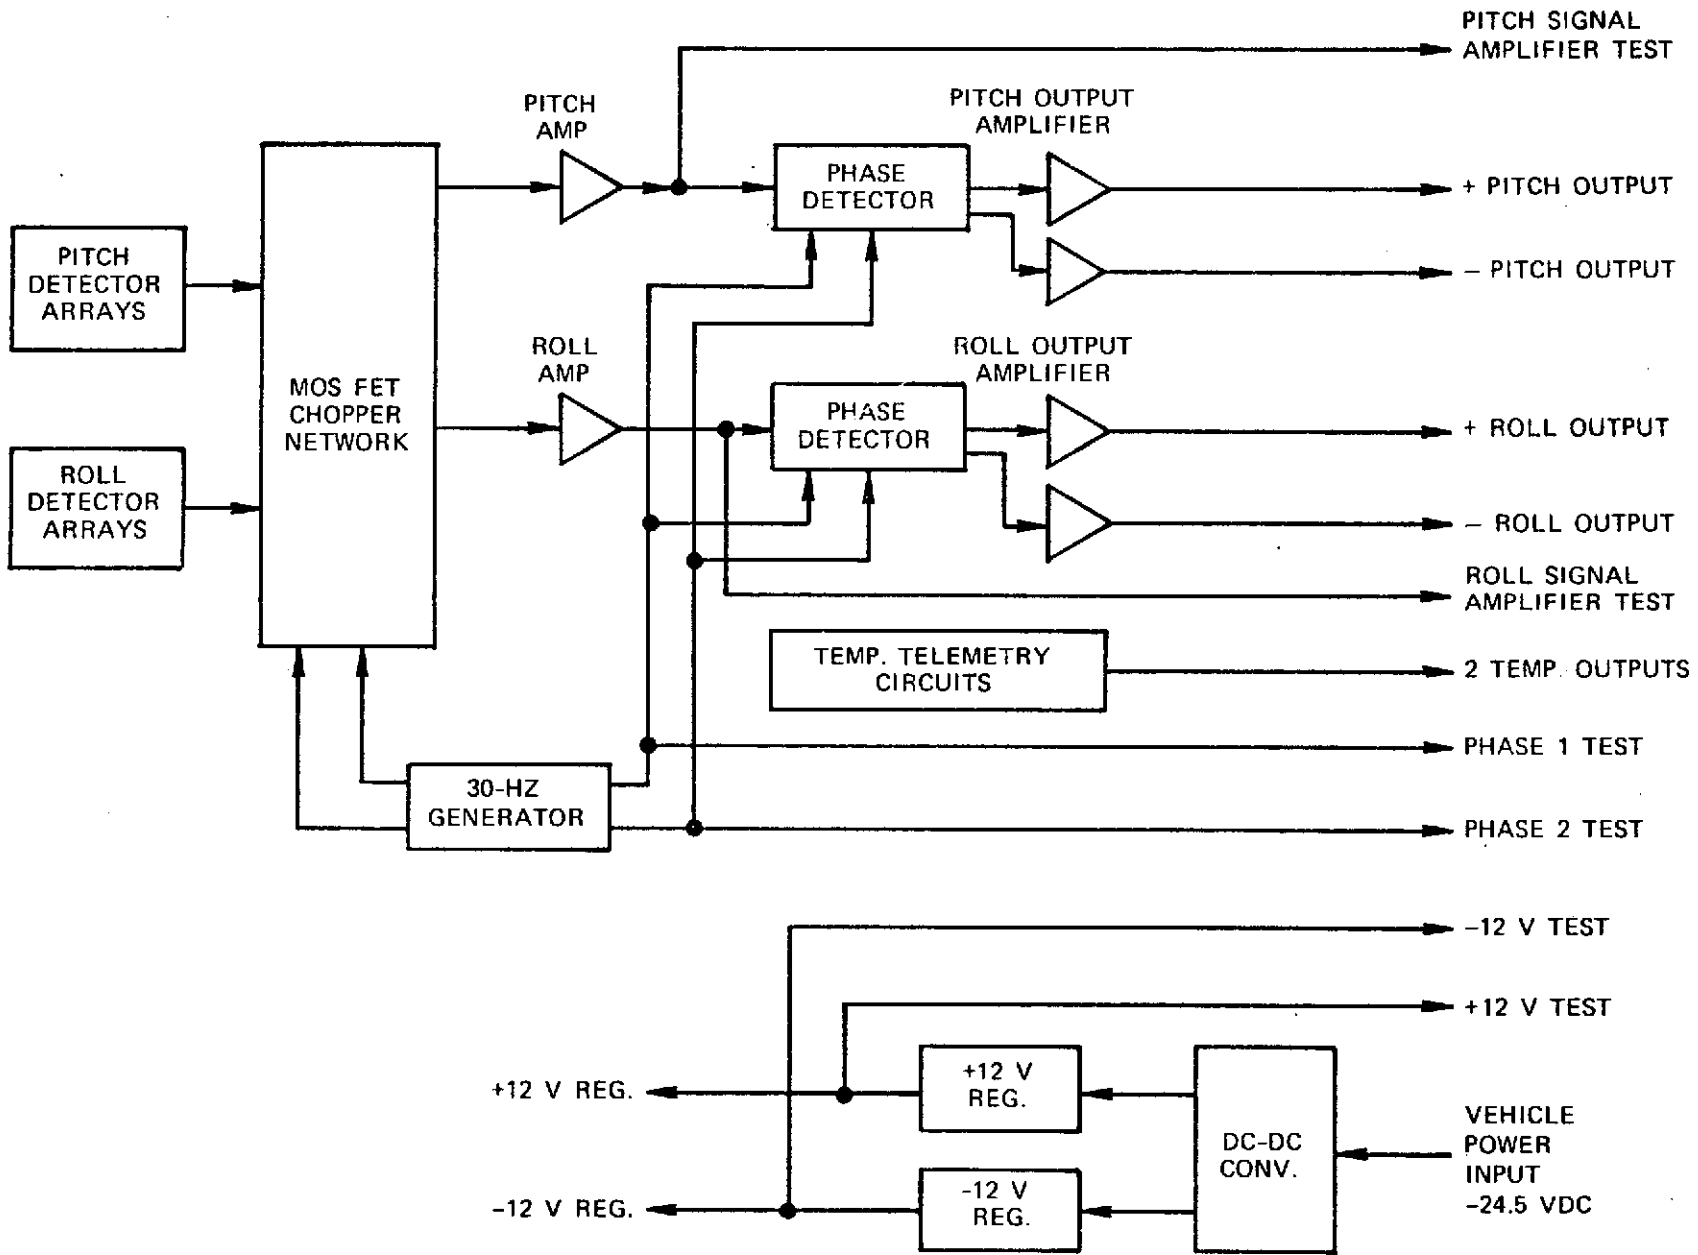 PITCH SIGNAL
AMPLIFIER TEST
PITCH
AMP
PITCH OUTPUT
AMPLIFIER
PHASE
DETECTOR
+ PITCH OUTPUT
− PITCH OUTPUT
PITCH
DETECTOR
ARRAYS
MOS FET
CHOPPER
NETWORK
ROLL
AMP
ROLL OUTPUT
AMPLIFIER
PHASE
DETECTOR
+ ROLL OUTPUT
− ROLL OUTPUT
ROLL
DETECTOR
ARRAYS
ROLL SIGNAL
AMPLIFIER TEST
TEMP. TELEMETRY
CIRCUITS
2 TEMP. OUTPUTS
PHASE 1 TEST
30-HZ
GENERATOR
PHASE 2 TEST
−12 V TEST
+12 V TEST
+12 V REG.
+12 V
REG.
DC-DC
CONV.
VEHICLE
POWER
INPUT
−24.5 VDC
−12 V REG.
−12 V
REG.